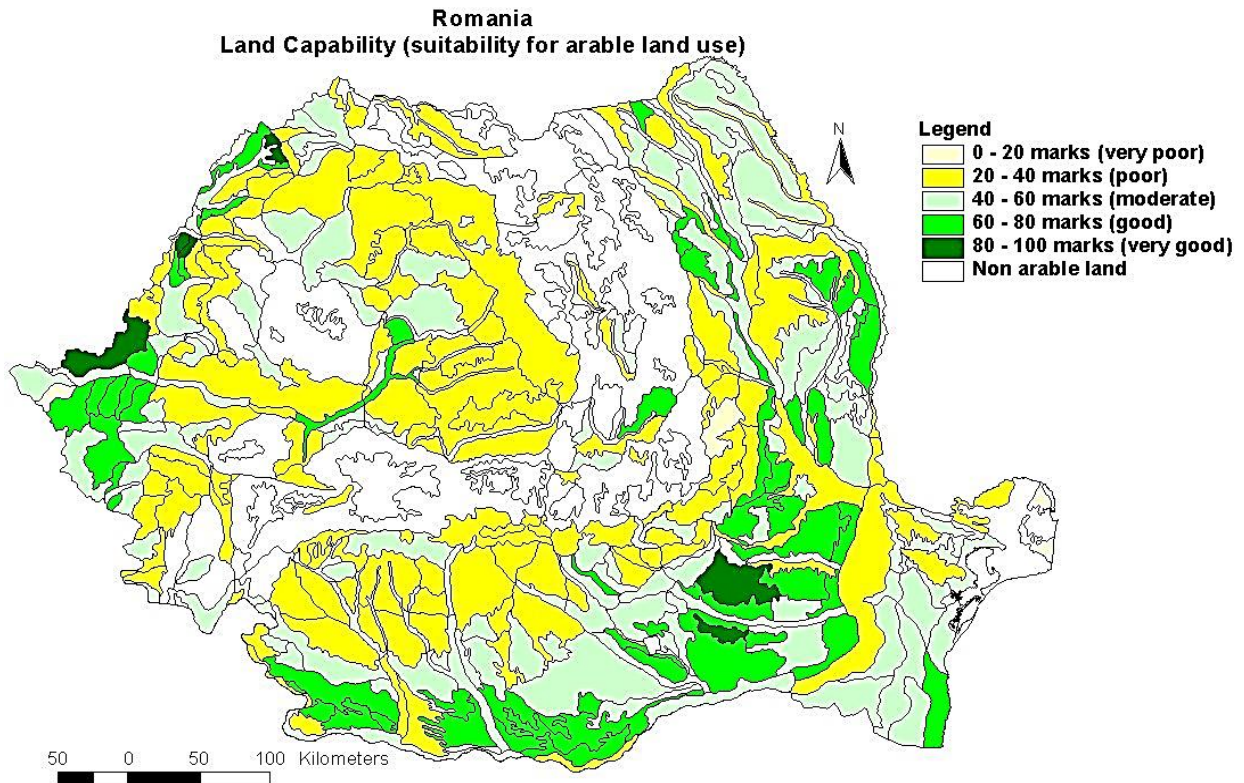 Romania
Land Capability (suitability for arable land use)
N
Legend
0 - 20 marks (very poor)
20 - 40 marks (poor)
40 - 60 marks (moderate)
60 - 80 marks (good)
80 - 100 marks (very good)
Non arable land
50 0 50 100 Kilometers